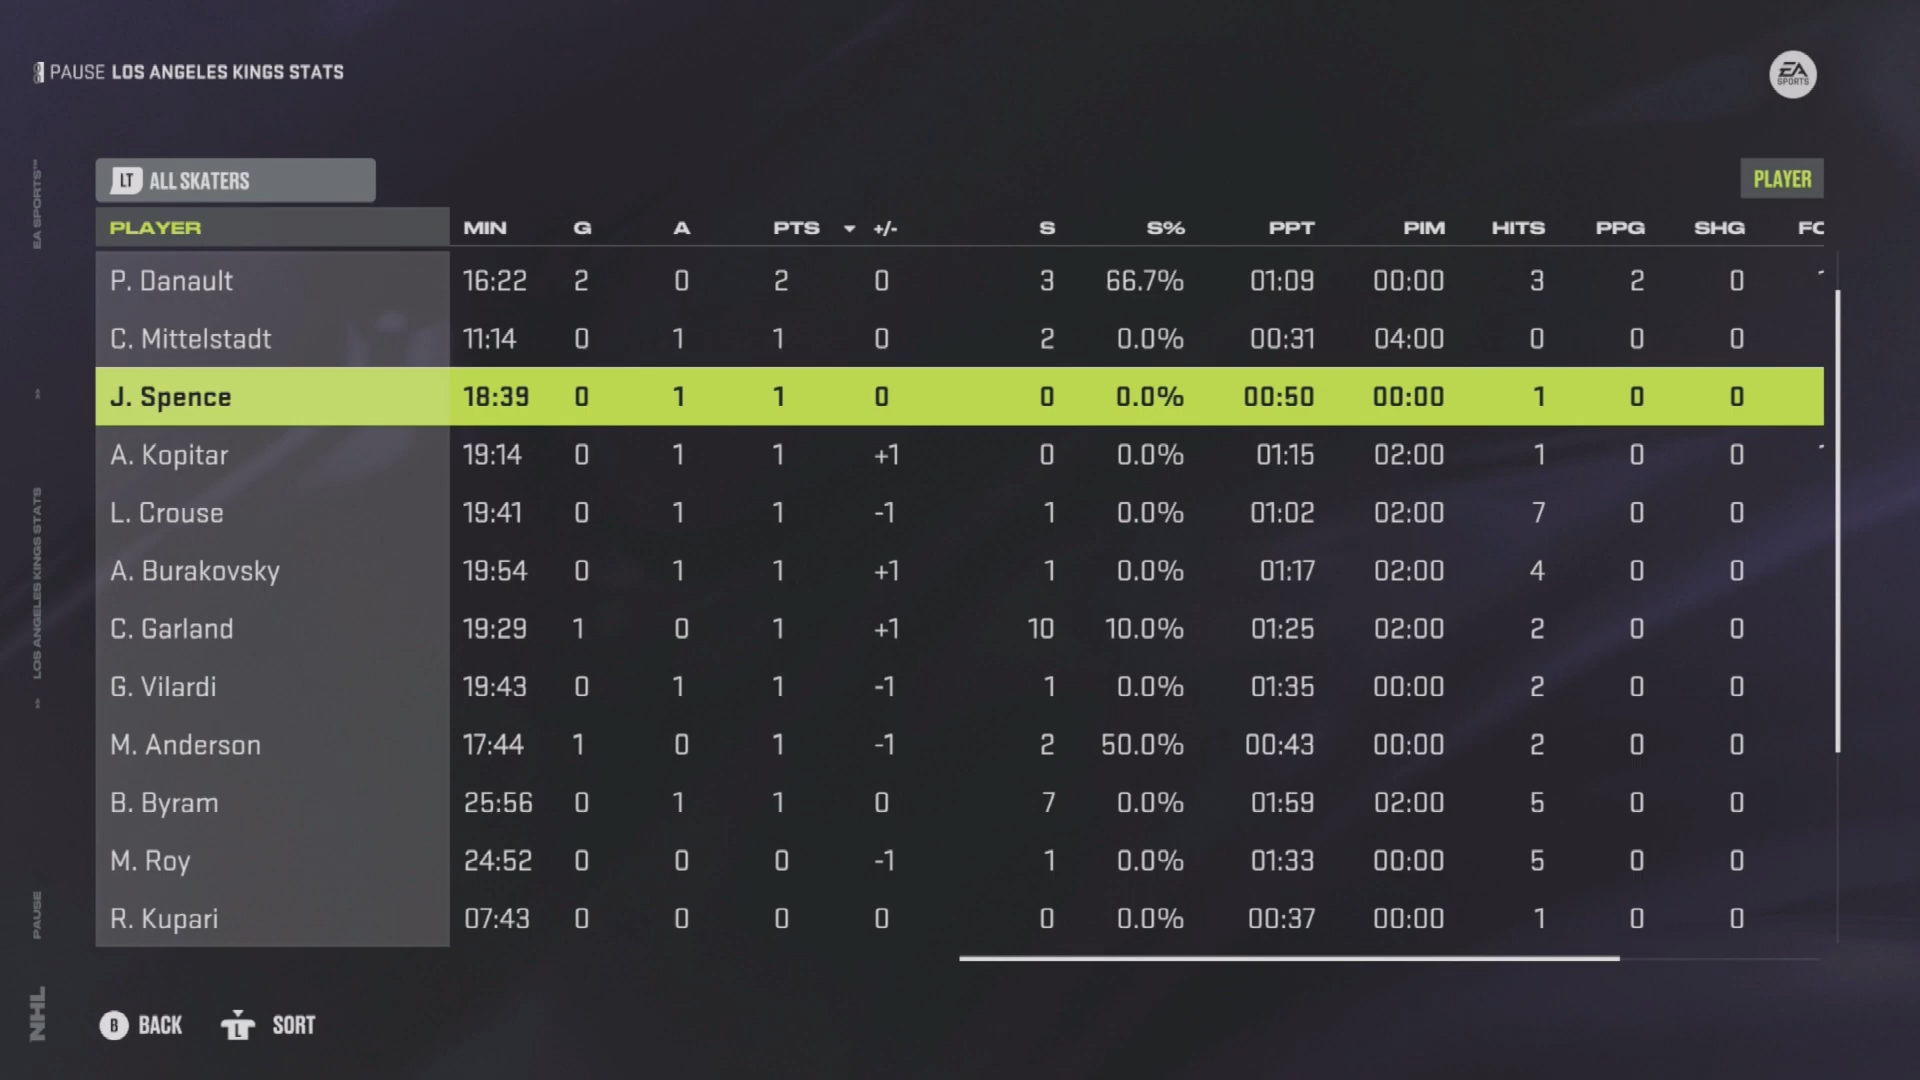 PAUSE LOS ANGELES KINGS STATS
EA SPORTS
LT ALL SKATERS
PLAYER
PLAYER MIN G A PTS +/- S S% PPT PIM HITS PPG SHG
P. Danault 16:22 2 0 2 0 3 66.7% 01:09 00:00 3 2 0
C. Mittelstadt 11:14 0 1 1 0 2 0.0% 00:31 04:00 0 0 0
J. Spence 18:39 0 1 1 0 0 0.0% 00:50 00:00 1 0 0
A. Kopitar 19:14 0 1 1 +1 0 0.0% 01:15 02:00 1 0 0
L. Crouse 19:41 0 1 1 -1 1 0.0% 01:02 02:00 7 0 0
A. Burakovsky 19:54 0 1 1 +1 1 0.0% 01:17 02:00 4 0 0
C. Garland 19:29 1 0 1 +1 10 10.0% 01:25 02:00 2 0 0
G. Vilardi 19:43 0 1 1 -1 1 0.0% 01:35 00:00 2 0 0
M. Anderson 17:44 1 0 1 -1 2 50.0% 00:43 00:00 2 0 0
B. Byram 25:56 0 1 1 0 7 0.0% 01:59 02:00 5 0 0
M. Roy 24:52 0 0 0 -1 1 0.0% 01:33 00:00 5 0 0
R. Kupari 07:43 0 0 0 0 0 0.0% 00:37 00:00 1 0 0
B BACK L SORT
NHL PAUSE » LOS ANGELES KINGS STATS » EA SPORTS™